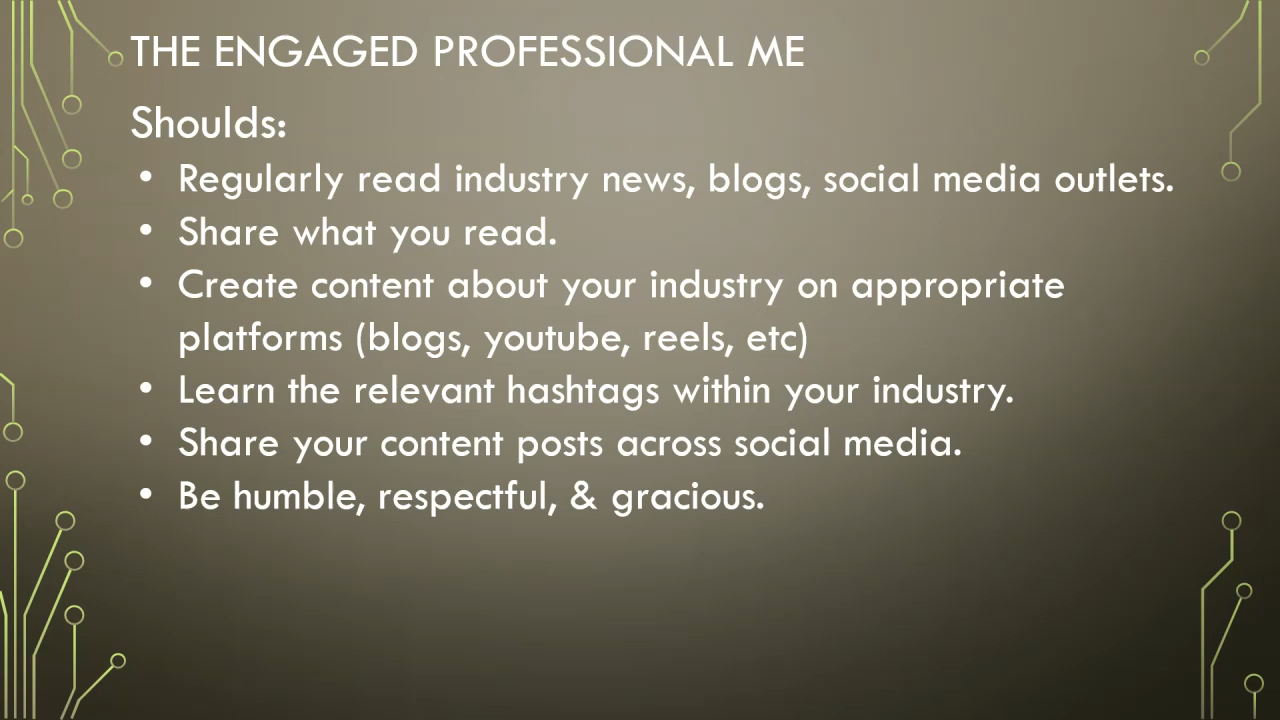 THE ENGAGED PROFESSIONAL ME
Shoulds:
• Regularly read industry news, blogs, social media outlets.
• Share what you read.
• Create content about your industry on appropriate
platforms (blogs, youtube, reels, etc)
• Learn the relevant hashtags within your industry.
• Share your content posts across social media.
• Be humble, respectful, & gracious.